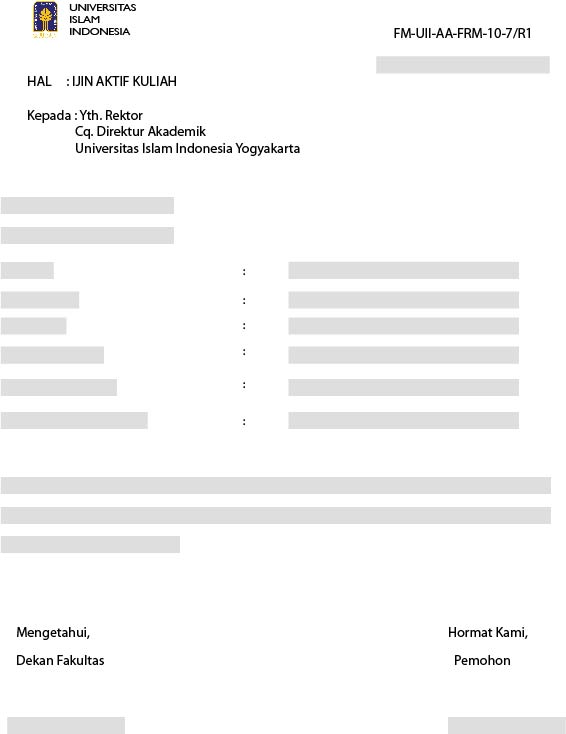 UNIVERSITAS
ISLAM
INDONESIA
FM-UII-AA-FRM-10-7/R1
HAL : IJIN AKTIF KULIAH
Kepada : Yth. Rektor
Cq. Direktur Akademik
Universitas Islam Indonesia Yogyakarta
:
:
:
:
:
:
Mengetahui, Hormat Kami,
Dekan Fakultas Pemohon